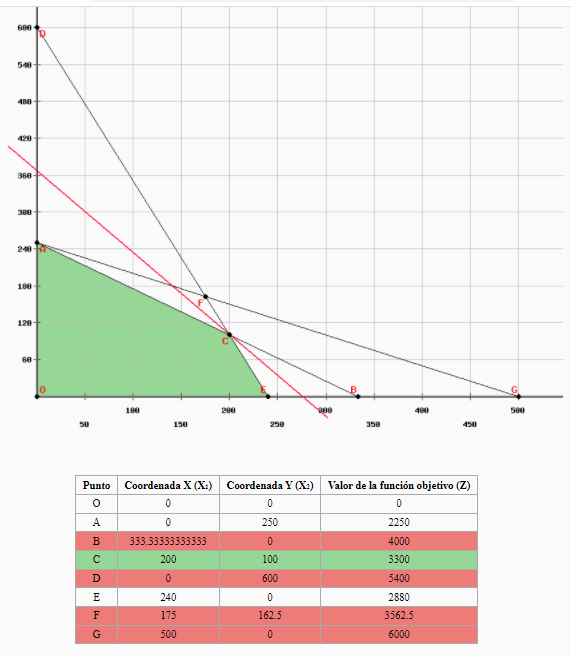 600
D
540
480
420
360
300
240
A
180
F
120
C
60
O
E
B
G
100
200
300
400
500
50
150
250
350
450
Punto Coordenada X (X₁) Coordenada Y (X₂) Valor de la función objetivo (Z)
O 0 0 0
A 0 250 2250
B 333.33333333333 0 4000
C 200 100 3300
D 0 600 5400
E 240 0 2880
F 175 162.5 3562.5
G 500 0 6000